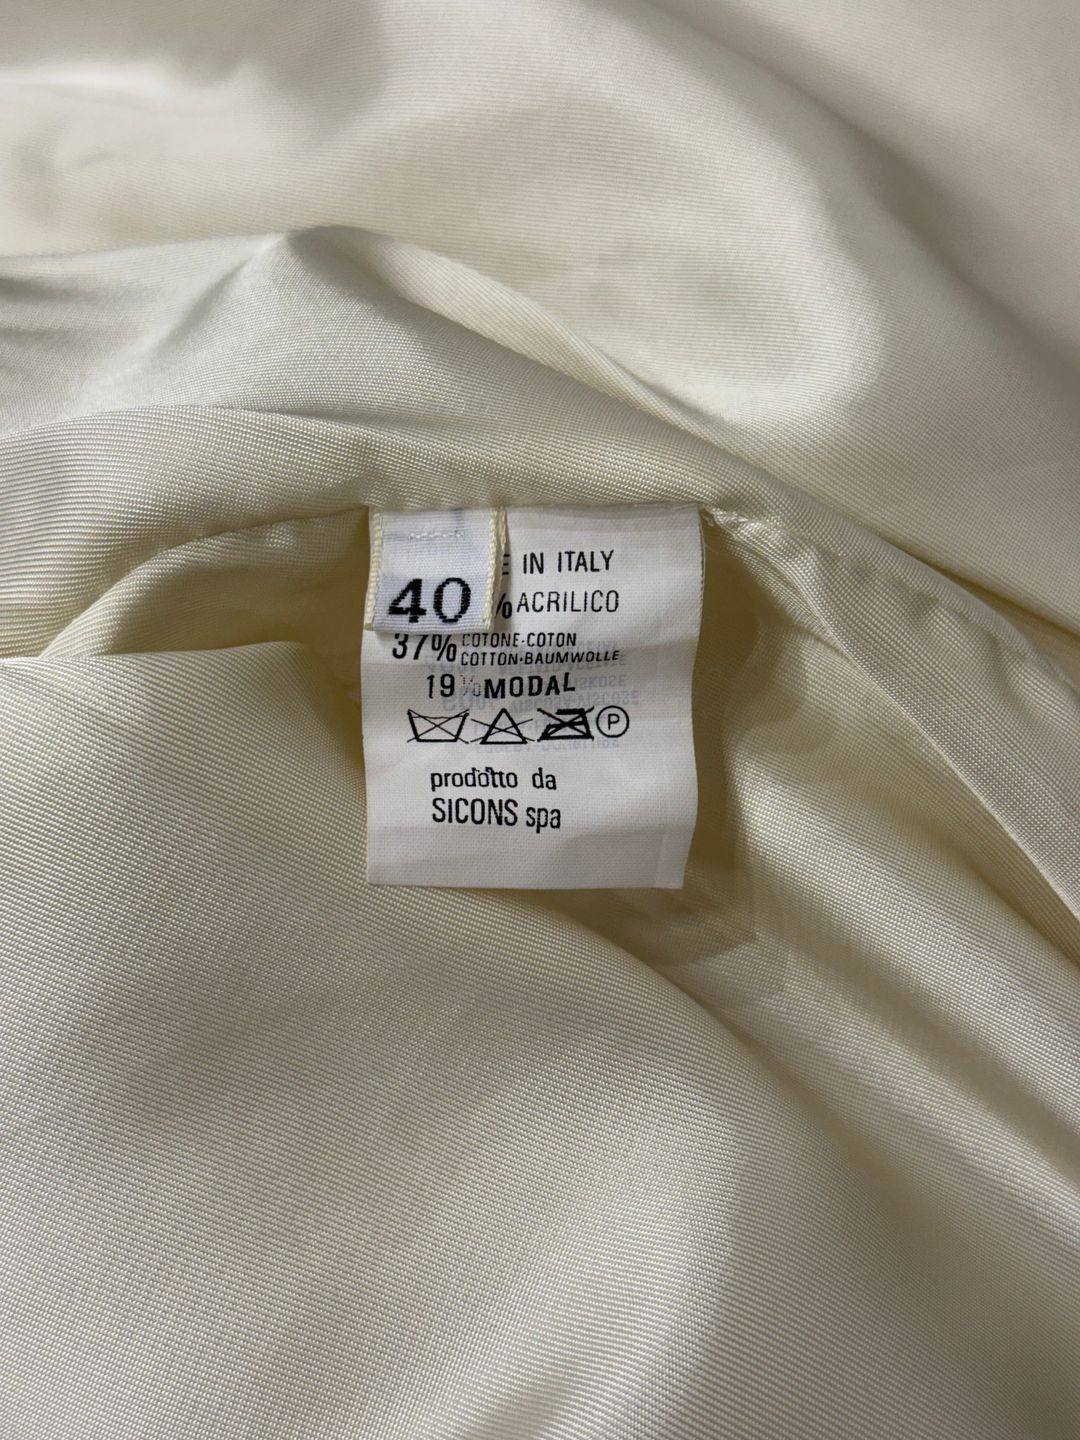 40
IN ITALY
% ACRILICO
37% COTONE·COTON
COTTON·BAUMWOLLE
19% MODAL
P
prodotto da
SICONS spa